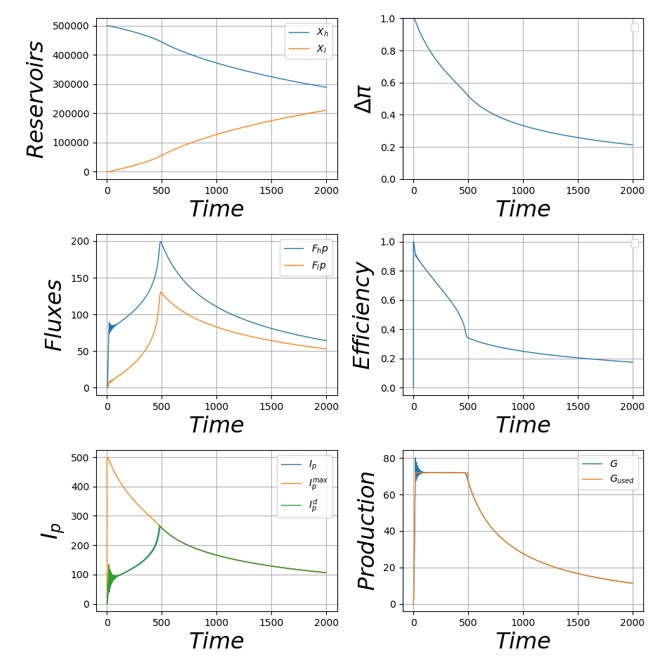 500000
400000
300000
200000
100000
0
Reservoirs
X_h
X_l
0 500 1000 1500 2000
Time
1.0
0.8
0.6
0.4
0.2
0.0
Δπ
0 500 1000 1500 2000
Time
200
150
100
50
0
Fluxes
F_hp
F_lp
0 500 1000 1500 2000
Time
1.0
0.8
0.6
0.4
0.2
0.0
Efficiency
0 500 1000 1500 2000
Time
500
400
300
200
100
0
I_p
I_p
I_p^max
I_p^d
0 500 1000 1500 2000
Time
80
60
40
20
0
Production
G
G_used
0 500 1000 1500 2000
Time